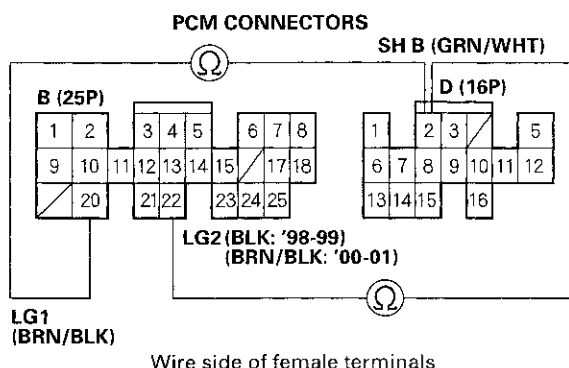 PCM CONNECTORS
SH B (GRN/WHT)
Ω
B (25P)
D (16P)
1 2 3 4 5 6 7 8
1 2 3 5
9 10 11 12 13 14 15 17 18
6 7 8 9 10 11 12
20 21 22 23 24 25
13 14 15 16
LG2 (BLK: '98-99)
(BRN/BLK: '00-01)
Ω
LG1
(BRN/BLK)
Wire side of female terminals